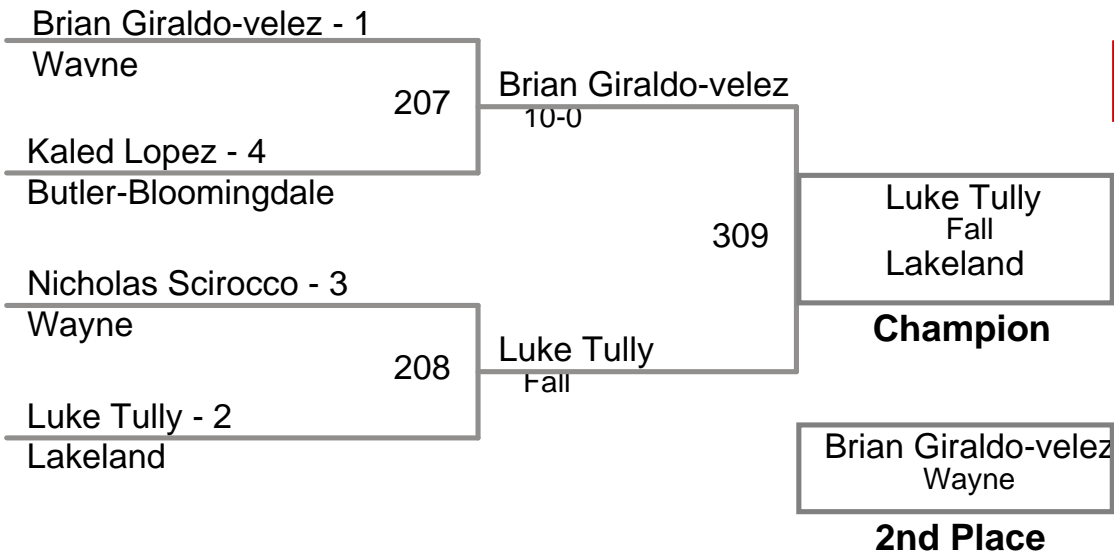 Brian Giraldo-velez - 1
Wayne
207
Kaled Lopez - 4
Butler-Bloomingdale
Nicholas Scirocco - 3
Wayne
208
Luke Tully - 2
Lakeland
Brian Giraldo-velez
10-0
309
Luke Tully
Fall
Luke Tully
Fall
Lakeland
Champion
Brian Giraldo-velez
Wayne
2nd Place